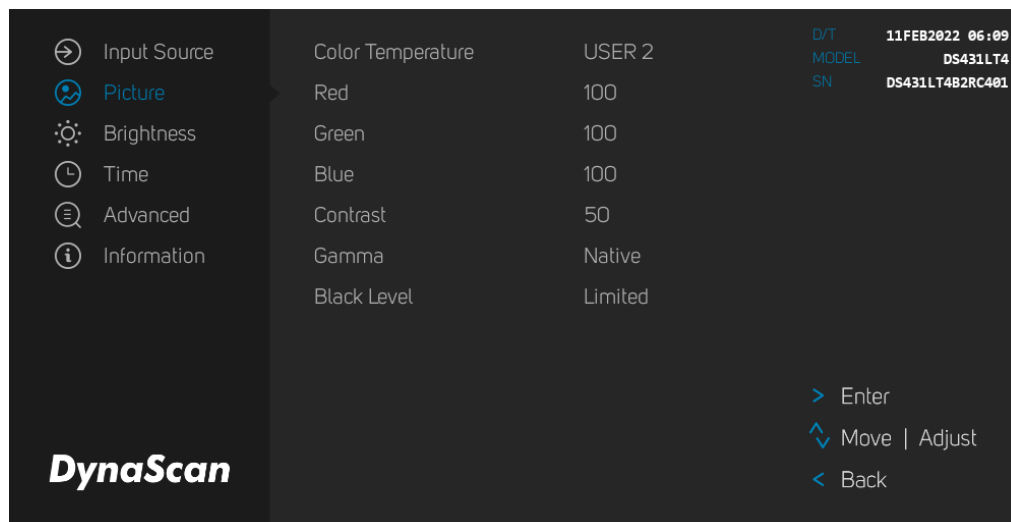 Input Source
Picture
Brightness
Time
Advanced
Information
DynaScan
Color Temperature USER 2
Red 100
Green 100
Blue 100
Contrast 50
Gamma Native
Black Level Limited
D/T 11FEB2022 06:09
MODEL DS431LT4
SN DS431LT4B2RC401
> Enter
Move | Adjust
< Back